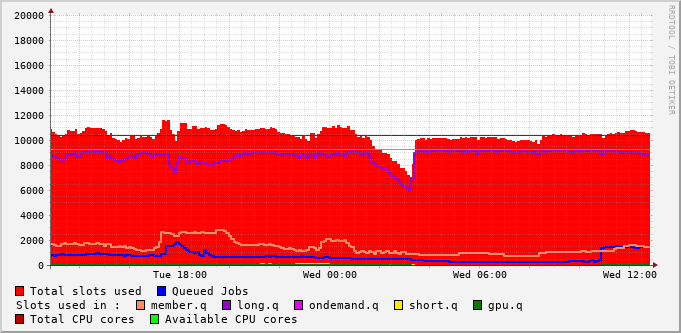 RRDTOOL / TOBI OETIKER
20000
18000
16000
14000
12000
10000
8000
6000
4000
2000
0
Tue 18:00 Wed 00:00 Wed 06:00 Wed 12:00
Total slots used Queued Jobs
Slots used in : member.q long.q ondemand.q short.q gpu.q
Total CPU cores Available CPU cores